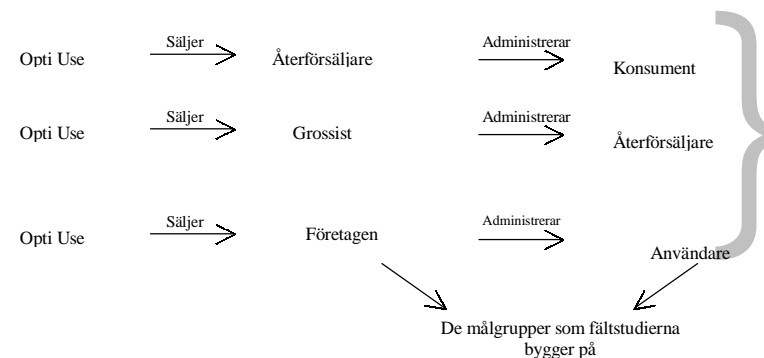 Säljer Administrerar
Opti Use Återförsäljare Konsument
Säljer Administrerar
Opti Use Grossist Återförsäljare
Säljer Administrerar
Opti Use Företagen Användare
De målgrupper som fältstudierna
bygger på